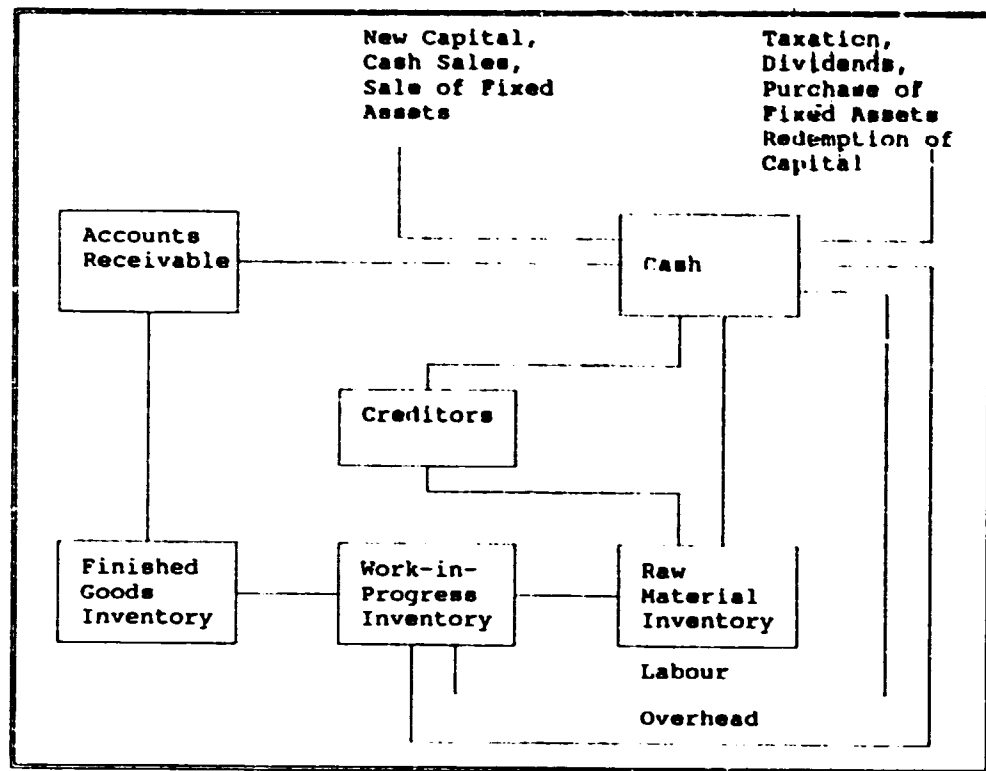 New Capital,
Cash Sales,
Sale of Fixed
Assets
Taxation,
Dividends,
Purchase of
Fixed Assets
Redemption of
Capital
Accounts
Receivable
Cash
Creditors
Finished
Goods
Inventory
Work-in-
Progress
Inventory
Raw
Material
Inventory
Labour
Overhead